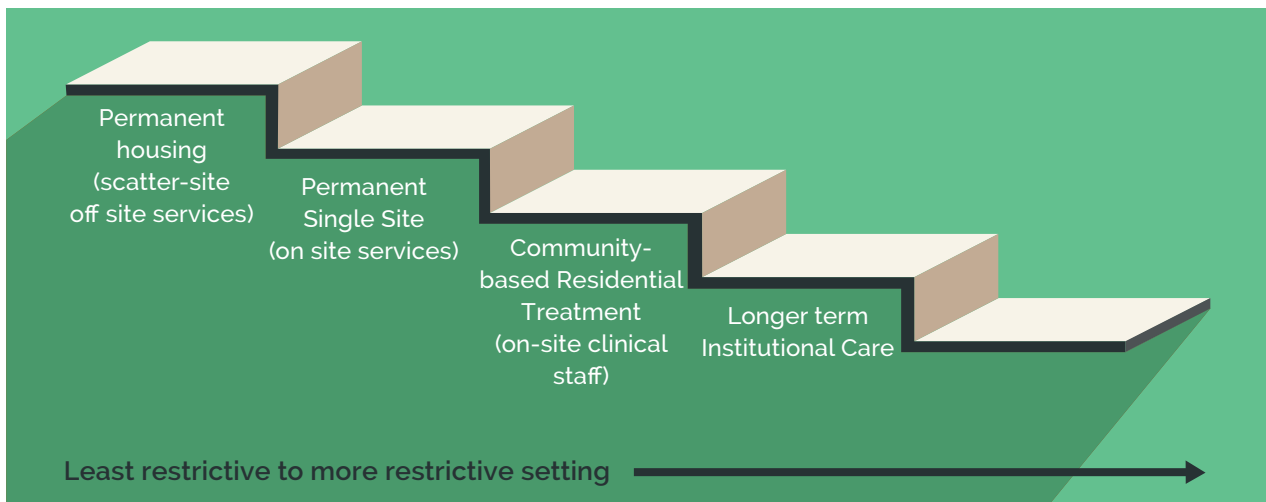 Permanent
housing
(scatter-site
off site services)
Permanent
Single Site
(on site services)
Community-
based Residential
Treatment
(on-site clinical
staff)
Longer term
Institutional Care
Least restrictive to more restrictive setting